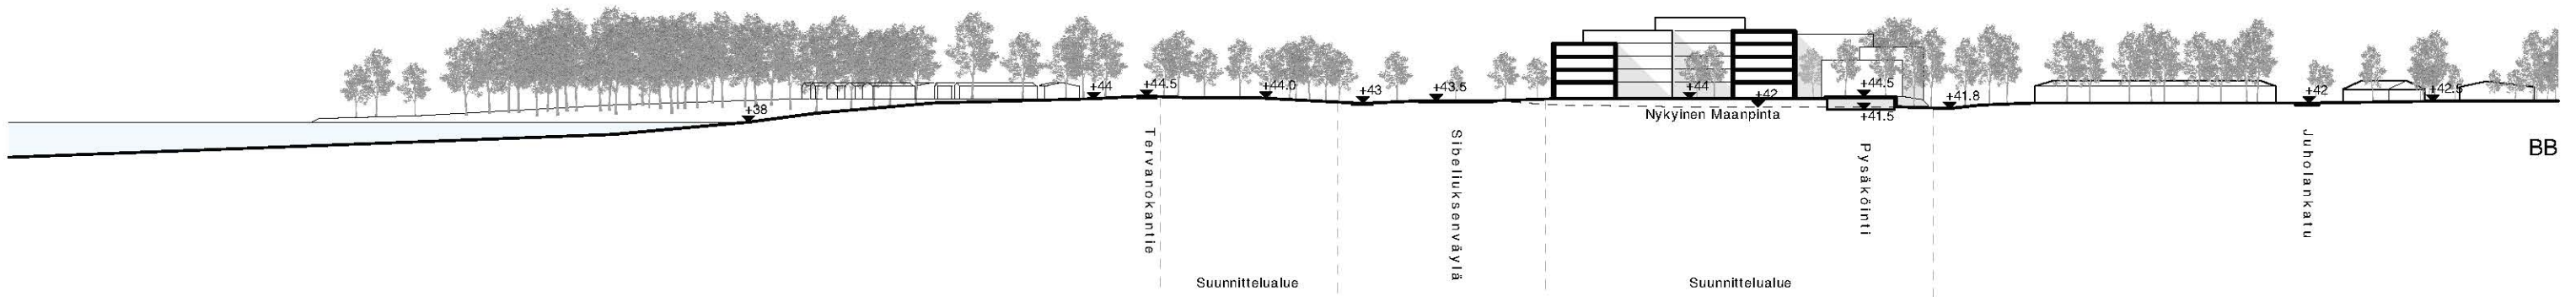 +38
+44
+44.5
+44.0
+43
+43.5
+44
+42
+44.5
+41.5
+41.8
+42
+42.5
Nykyinen Maanpinta
Tervanokantie
Sibeliuksenväylä
Pysäköinti
Juholankatu
BB
Suunnittelualue
Suunnittelualue